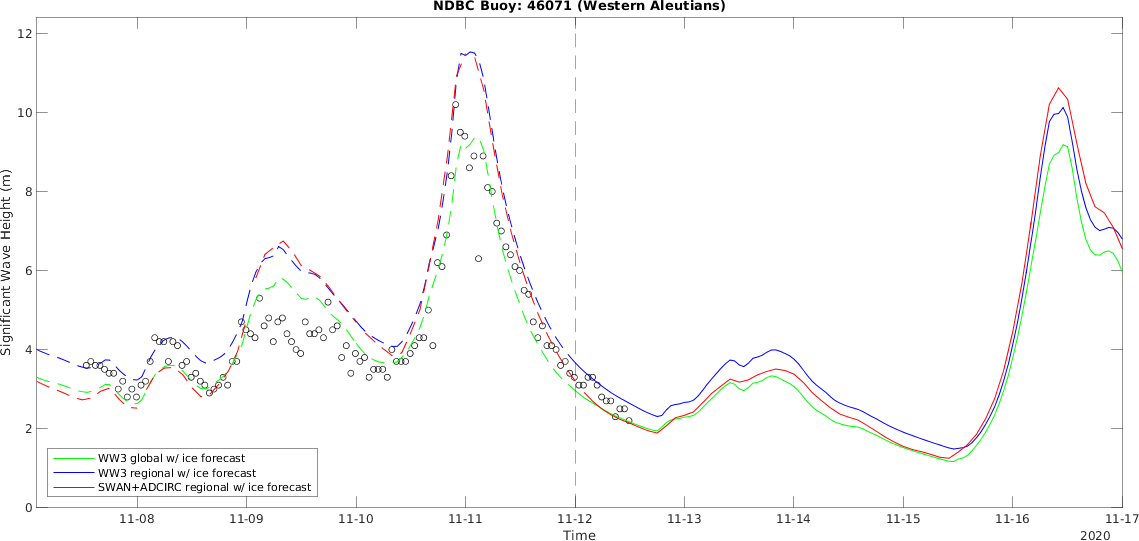 NDBC Buoy: 46071 (Western Aleutians)
Significant Wave Height (m)
12
10
8
6
4
2
0
WW3 global w/ ice forecast
WW3 regional w/ ice forecast
SWAN+ADCIRC regional w/ ice forecast
11-08 11-09 11-10 11-11 11-12 11-13 11-14 11-15 11-16 11-17
Time
2020